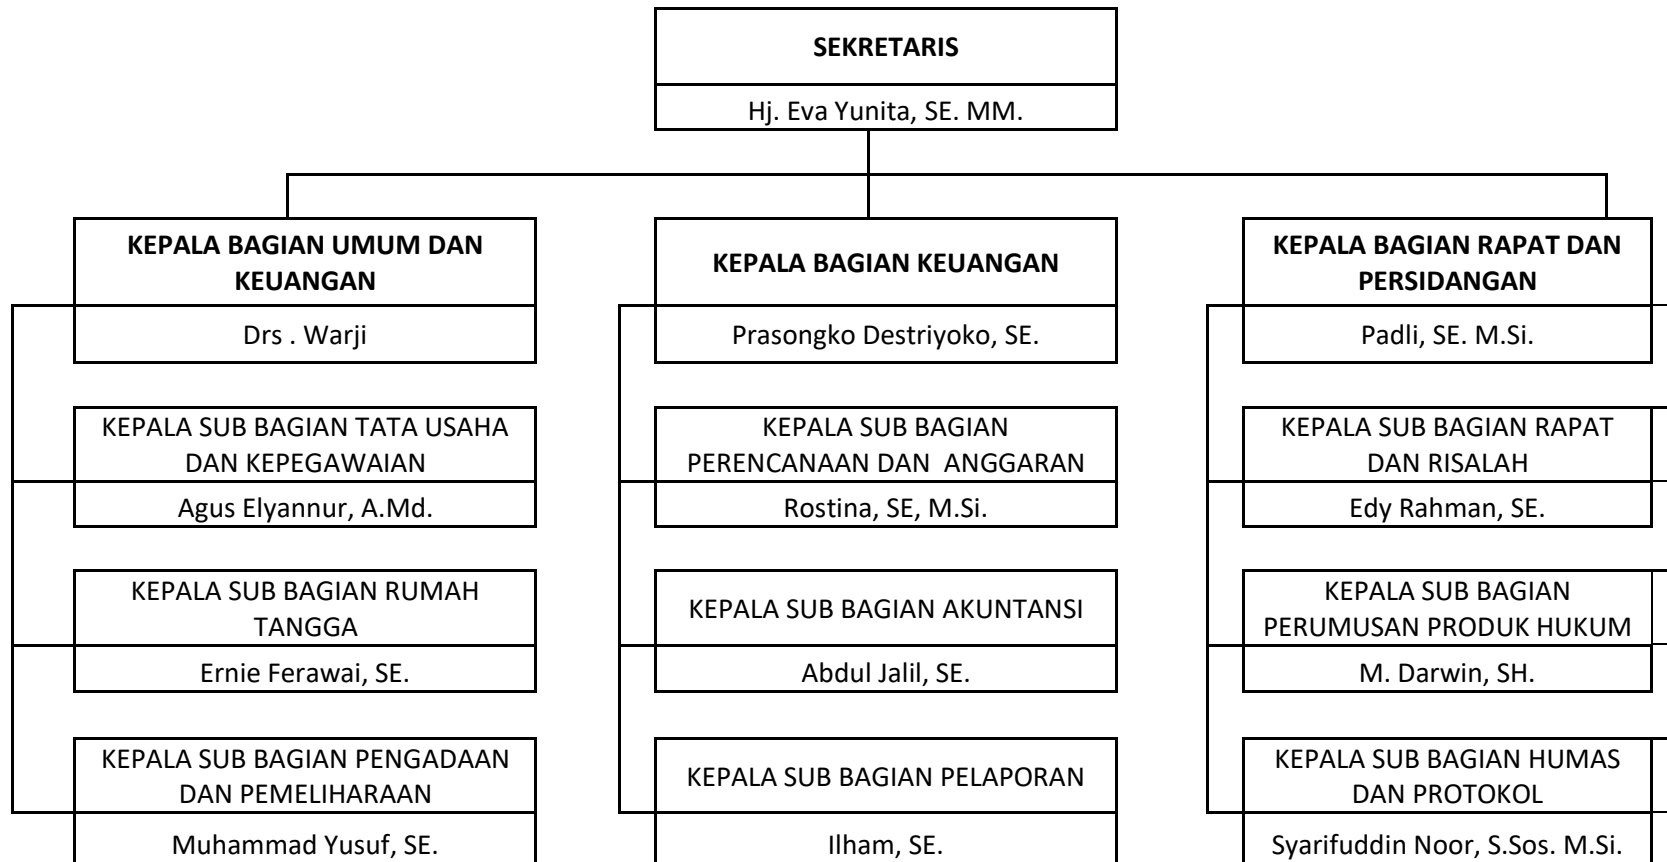 SEKRETARIS
Hj. Eva Yunita, SE. MM.
KEPALA BAGIAN UMUM DAN
KEUANGAN
Drs . Warji
KEPALA BAGIAN KEUANGAN
Prasongko Destriyoko, SE.
KEPALA BAGIAN RAPAT DAN
PERSIDANGAN
Padli, SE. M.Si.
KEPALA SUB BAGIAN TATA USAHA
DAN KEPEGAWAIAN
Agus Elyannur, A.Md.
KEPALA SUB BAGIAN
PERENCANAAN DAN  ANGGARAN
Rostina, SE, M.Si.
KEPALA SUB BAGIAN RAPAT
DAN RISALAH
Edy Rahman, SE.
KEPALA SUB BAGIAN RUMAH
TANGGA
Ernie Ferawai, SE.
KEPALA SUB BAGIAN AKUNTANSI
Abdul Jalil, SE.
KEPALA SUB BAGIAN
PERUMUSAN PRODUK HUKUM
M. Darwin, SH.
KEPALA SUB BAGIAN PENGADAAN
DAN PEMELIHARAAN
Muhammad Yusuf, SE.
KEPALA SUB BAGIAN PELAPORAN
Ilham, SE.
KEPALA SUB BAGIAN HUMAS
DAN PROTOKOL
Syarifuddin Noor, S.Sos. M.Si.